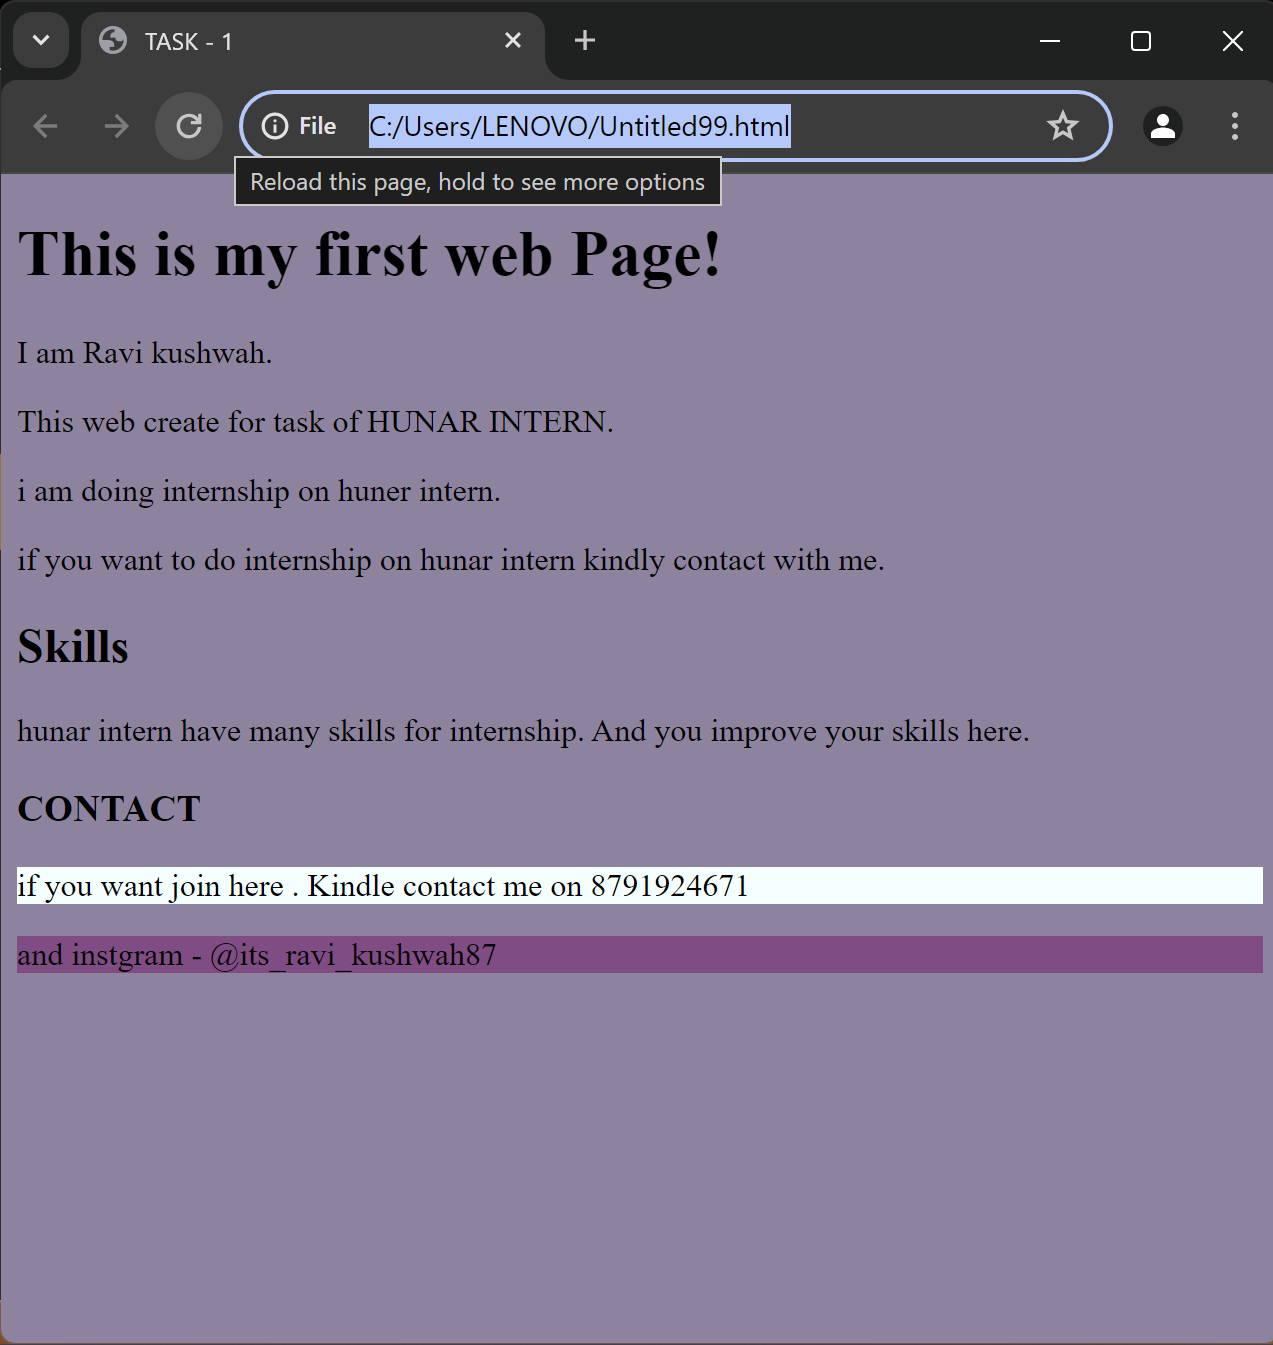 TASK - 1
File C:/Users/LENOVO/Untitled99.html
Reload this page, hold to see more options
This is my first web Page!
I am Ravi kushwah.
This web create for task of HUNAR INTERN.
i am doing internship on huner intern.
if you want to do internship on hunar intern kindly contact with me.
Skills
hunar intern have many skills for internship. And you improve your skills here.
CONTACT
if you want join here . Kindle contact me on 8791924671
and instgram - @its_ravi_kushwah87